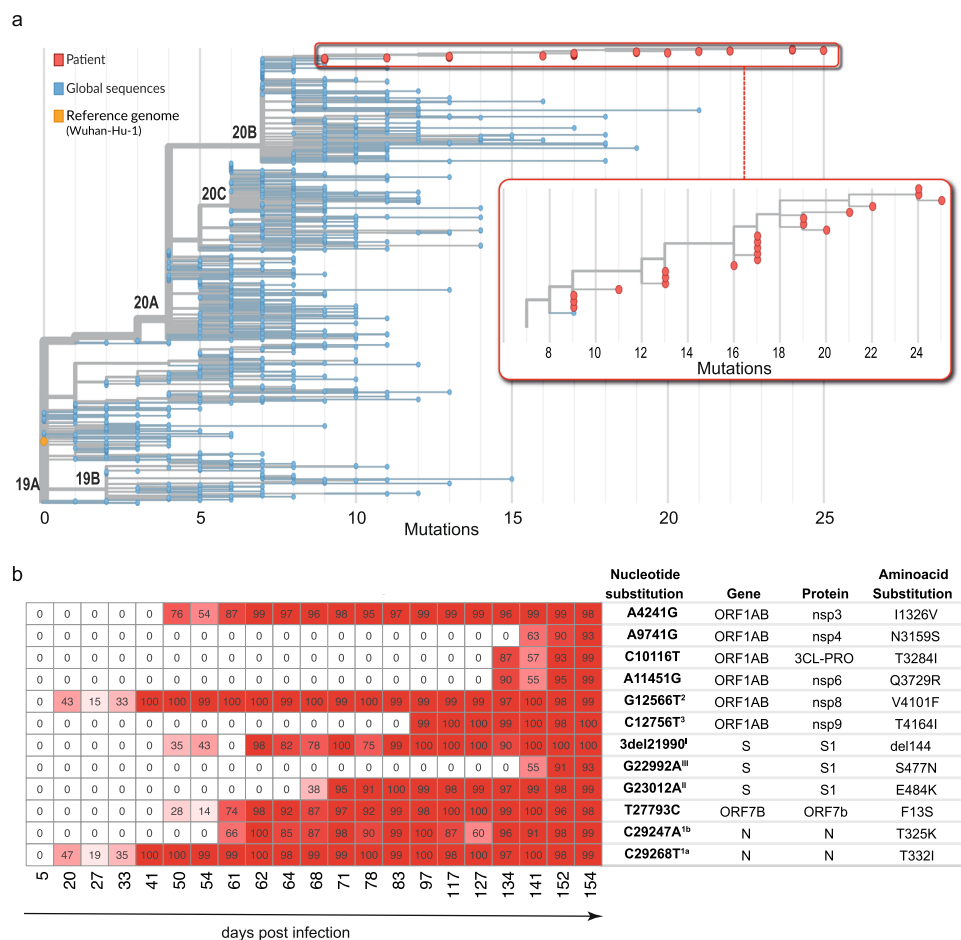 a
Patient
Global sequences
Reference genome
(Wuhan-Hu-1)
20B
20C
20A
19B
19A
8 10 12 14 16 18 20 22 24
Mutations
0 5 10 15 20 25
Mutations
b
Nucleotide substitution Gene Protein Aminoacid Substitution
0 0 0 0 0 76 54 87 99 97 96 98 95 97 99 99 99 96 99 99 98 A4241G ORF1AB nsp3 I1326V
0 0 0 0 0 0 0 0 0 0 0 0 0 0 0 0 0 0 63 90 93 A9741G ORF1AB nsp4 N3159S
0 0 0 0 0 0 0 0 0 0 0 0 0 0 0 0 0 87 57 93 99 C10116T ORF1AB 3CL-PRO T3284I
0 0 0 0 0 0 0 0 0 0 0 0 0 0 0 0 0 90 55 95 99 A11451G ORF1AB nsp6 Q3729R
0 43 15 33 100 100 99 100 100 100 100 100 99 99 99 99 99 97 100 98 99 G12566T² ORF1AB nsp8 V4101F
0 0 0 0 0 0 0 0 0 0 0 0 0 0 99 100 100 99 100 98 100 C12756T³ ORF1AB nsp9 T4164I
0 0 0 0 0 35 43 0 98 82 78 100 75 99 100 100 100 90 100 100 100 3del21990ᴵ S S1 del144
0 0 0 0 0 0 0 0 0 0 0 0 0 0 0 0 0 0 55 91 93 G22992Aᴵᴵᴵ S S1 S477N
0 0 0 0 0 0 0 0 0 0 38 95 91 100 99 98 99 97 99 98 99 G23012Aᴵᴵ S S1 E484K
0 0 0 0 0 28 14 74 98 92 87 97 92 99 98 100 99 100 100 96 98 T27793C ORF7B ORF7b F13S
0 0 0 0 0 0 0 66 100 85 87 98 90 99 100 87 60 96 91 98 99 C29247A¹ᵇ N N T325K
0 47 19 35 100 100 99 99 100 98 99 99 100 99 100 98 100 97 100 98 99 C29268T¹ᵃ N N T332I
5 20 27 33 41 50 54 61 62 64 68 71 78 83 97 117 127 134 141 152 154
days post infection